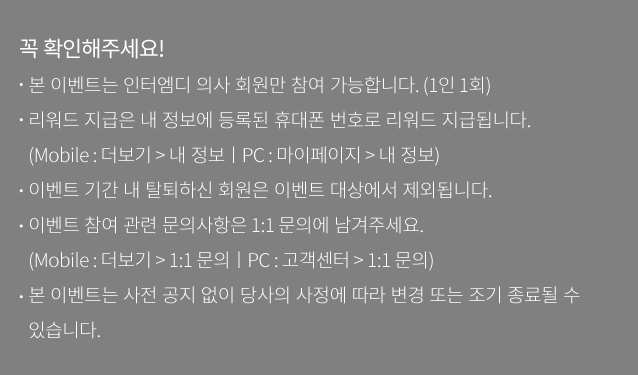 꼭 확인해주세요!
· 본 이벤트는 인터엠디 의사 회원만 참여 가능합니다. (1인 1회)
· 리워드 지급은 내 정보에 등록된 휴대폰 번호로 리워드 지급됩니다.
(Mobile : 더보기 > 내 정보 | PC : 마이페이지 > 내 정보)
· 이벤트 기간 내 탈퇴하신 회원은 이벤트 대상에서 제외됩니다.
· 이벤트 참여 관련 문의사항은 1:1 문의에 남겨주세요.
(Mobile : 더보기 > 1:1 문의 | PC : 고객센터 > 1:1 문의)
· 본 이벤트는 사전 공지 없이 당사의 사정에 따라 변경 또는 조기 종료될 수
있습니다.